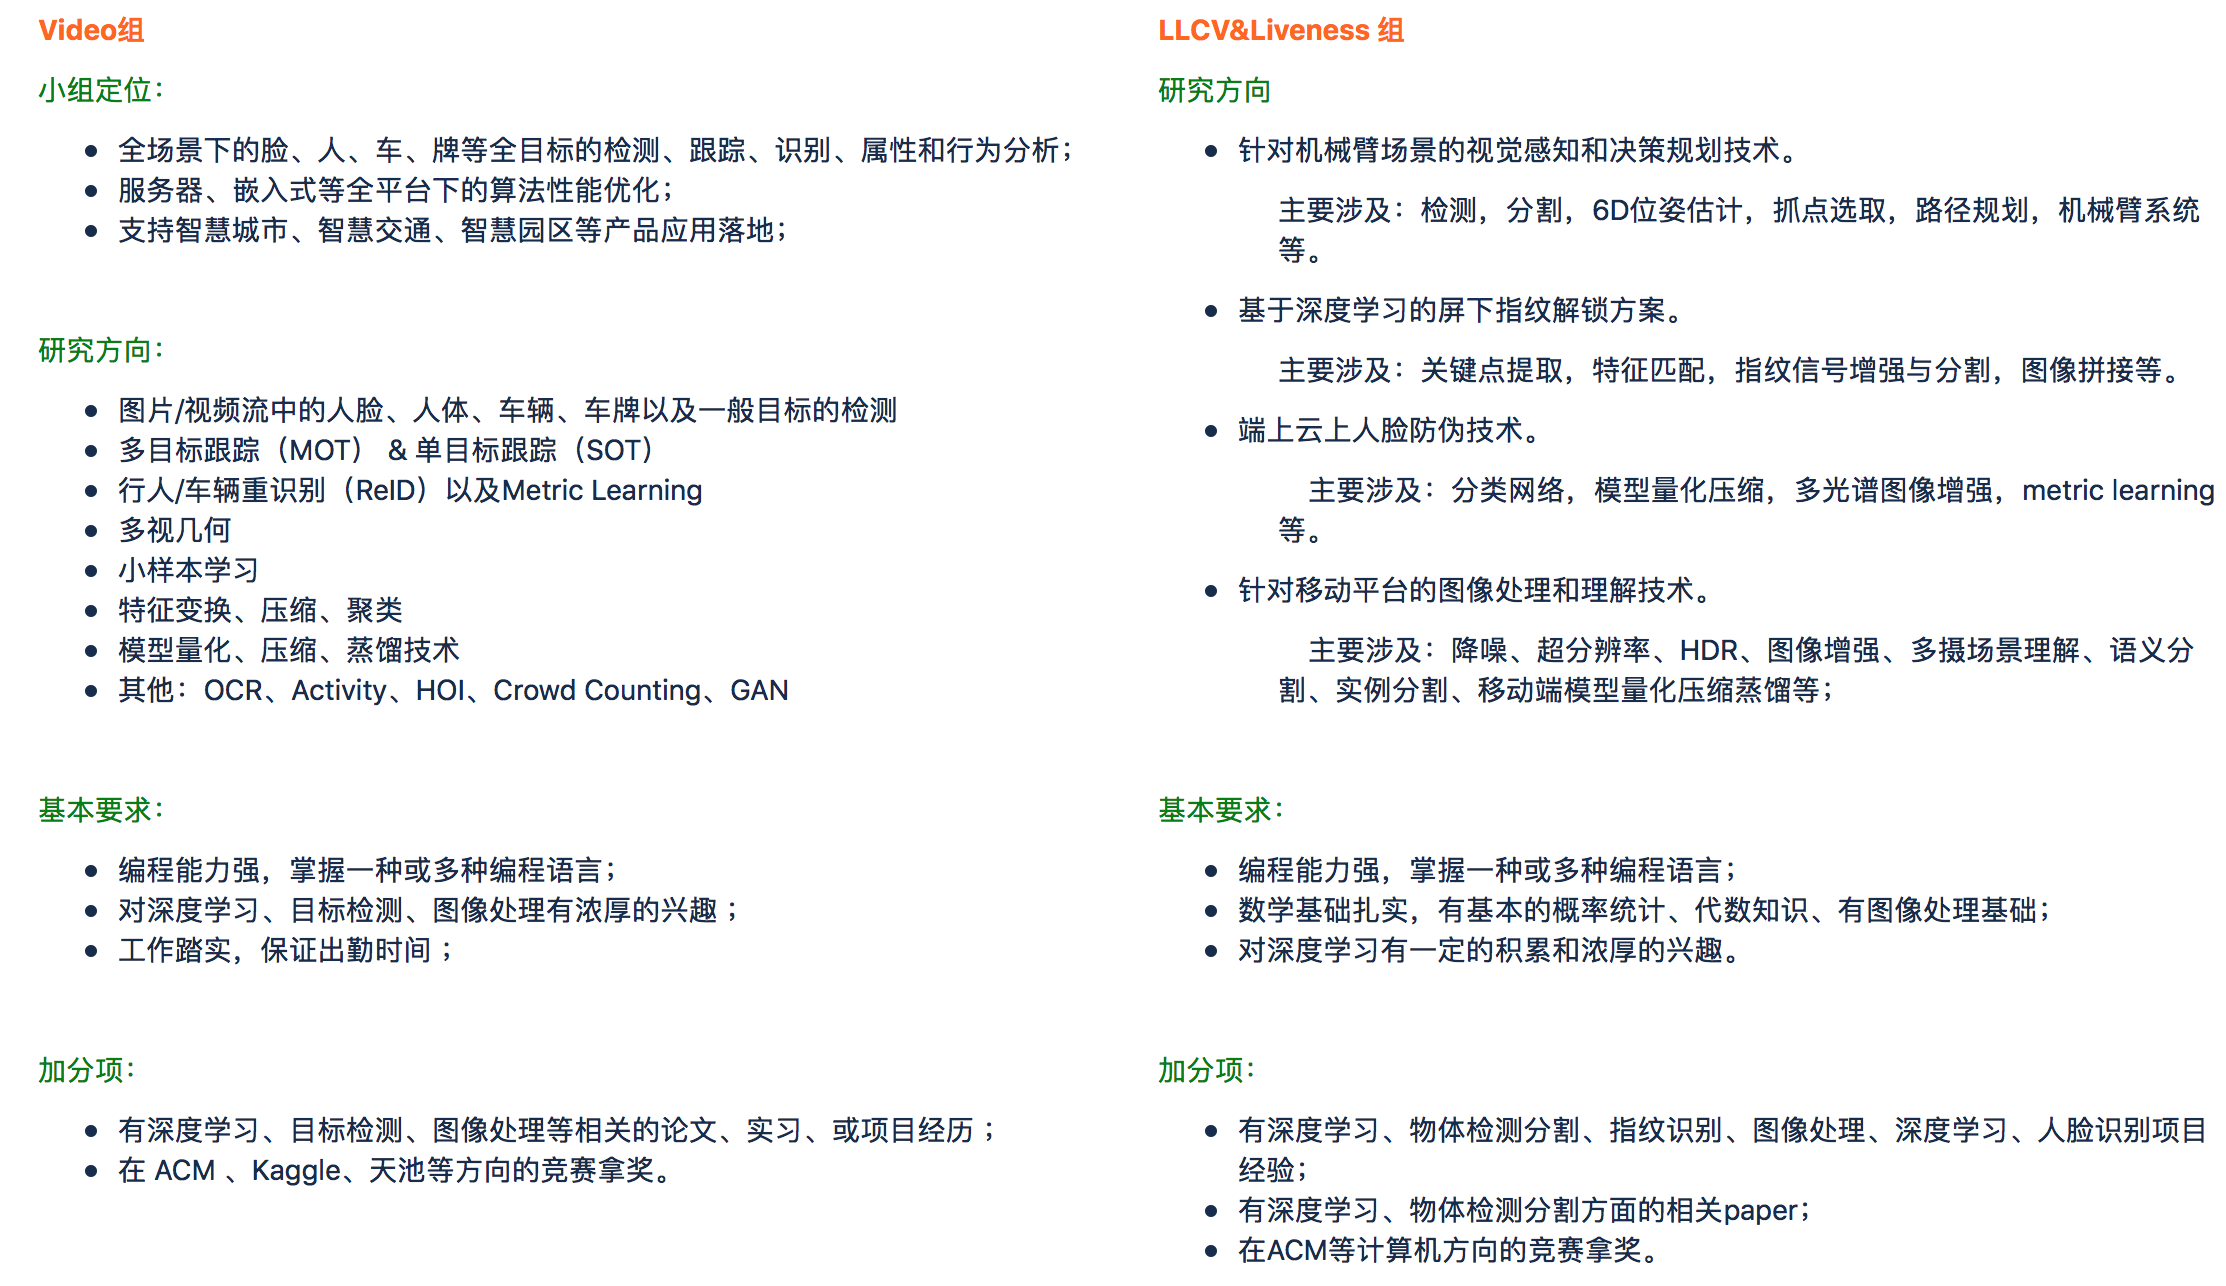 Video组
小组定位：
全场景下的脸、人、车、牌等全目标的检测、跟踪、识别、属性和行为分析；
服务器、嵌入式等全平台下的算法性能优化；
支持智慧城市、智慧交通、智慧园区等产品应用落地；
研究方向：
图片/视频流中的人脸、人体、车辆、车牌以及一般目标的检测
多目标跟踪（MOT） & 单目标跟踪（SOT）
行人/车辆重识别（ReID）以及Metric Learning
多视几何
小样本学习
特征变换、压缩、聚类
模型量化、压缩、蒸馏技术
其他：OCR、Activity、HOI、Crowd Counting、GAN
基本要求：
编程能力强，掌握一种或多种编程语言；
对深度学习、目标检测、图像处理有浓厚的兴趣 ；
工作踏实，保证出勤时间 ；
加分项：
有深度学习、目标检测、图像处理等相关的论文、实习、或项目经历 ；
在 ACM 、Kaggle、天池等方向的竞赛拿奖。
LLCV&Liveness 组
研究方向
针对机械臂场景的视觉感知和决策规划技术。
主要涉及：检测，分割，6D位姿估计，抓点选取，路径规划，机械臂系统
等。
基于深度学习的屏下指纹解锁方案。
主要涉及：关键点提取，特征匹配，指纹信号增强与分割，图像拼接等。
端上云上人脸防伪技术。
主要涉及：分类网络，模型量化压缩，多光谱图像增强，metric learning
等。
针对移动平台的图像处理和理解技术。
主要涉及：降噪、超分辨率、HDR、图像增强、多摄场景理解、语义分
割、实例分割、移动端模型量化压缩蒸馏等；
基本要求：
编程能力强，掌握一种或多种编程语言；
数学基础扎实，有基本的概率统计、代数知识、有图像处理基础；
对深度学习有一定的积累和浓厚的兴趣。
加分项：
有深度学习、物体检测分割、指纹识别、图像处理、深度学习、人脸识别项目
经验；
有深度学习、物体检测分割方面的相关paper；
在ACM等计算机方向的竞赛拿奖。